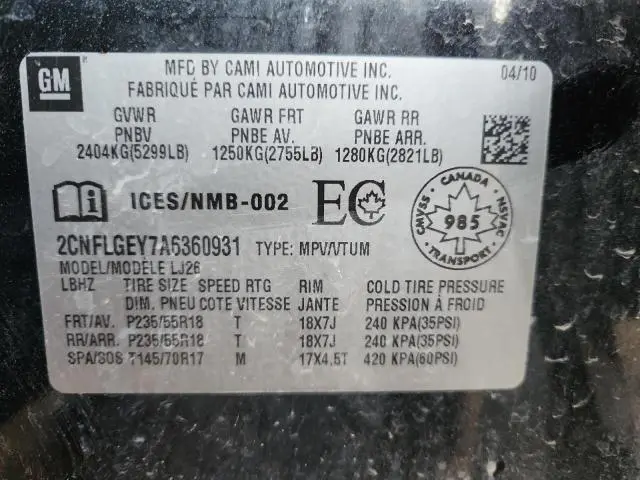 GM
MFD BY CAMI AUTOMOTIVE INC. 04/10
FABRIQUÉ PAR CAMI AUTOMOTIVE INC.
GVWR GAWR FRT GAWR RR
PNBV PNBE AV. PNBE ARR.
2404KG(5299LB) 1250KG(2755LB) 1280KG(2821LB)
i ICES/NMB-002 EC
CANADA
CMVSS 985 NSVAC
TRANSPORT
2CNFLGEY7A6360931 TYPE: MPV/VTUM
MODEL/MODÈLE LJ26
LBHZ TIRE SIZE SPEED RTG RIM COLD TIRE PRESSURE
DIM. PNEU COTE VITESSE JANTE PRESSION À FROID
FRT/AV. P235/55R18 T 18X7J 240 KPA(35PSI)
RR/ARR. P235/55R18 T 18X7J 240 KPA(35PSI)
SPA/SOS T145/70R17 M 17X4.5T 420 KPA(60PSI)